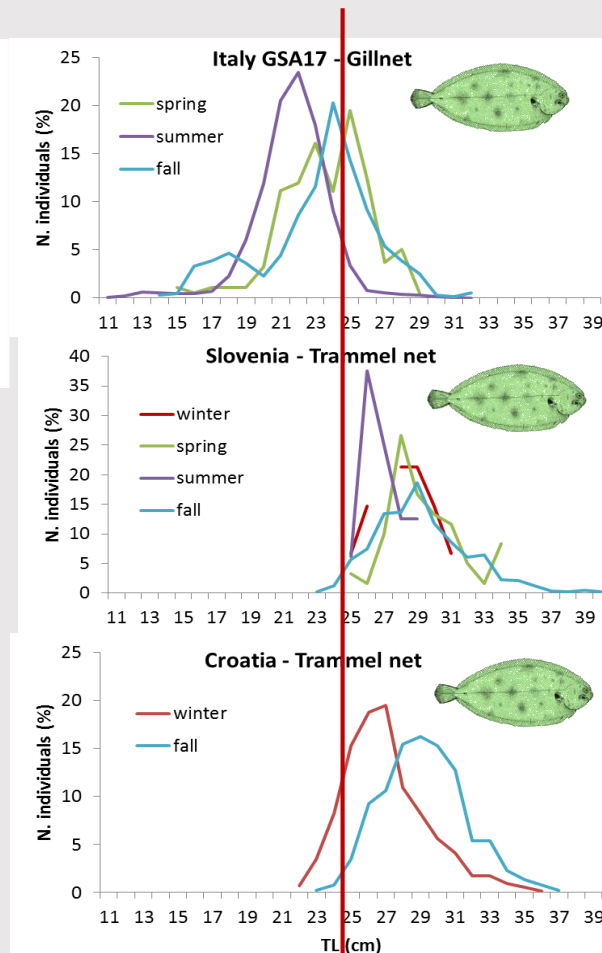 Italy GSA17 - Gillnet
N. individuals (%)
25
20
15
10
5
0
spring
summer
fall
11 13 15 17 19 21 23 25 27 29 31 33 35 37 39
Slovenia - Trammel net
N. individuals (%)
40
35
30
25
20
15
10
5
0
winter
spring
summer
fall
11 13 15 17 19 21 23 25 27 29 31 33 35 37 39
Croatia - Trammel net
N. individuals (%)
25
20
15
10
5
0
winter
fall
11 13 15 17 19 21 23 25 27 29 31 33 35 37 39
TL (cm)